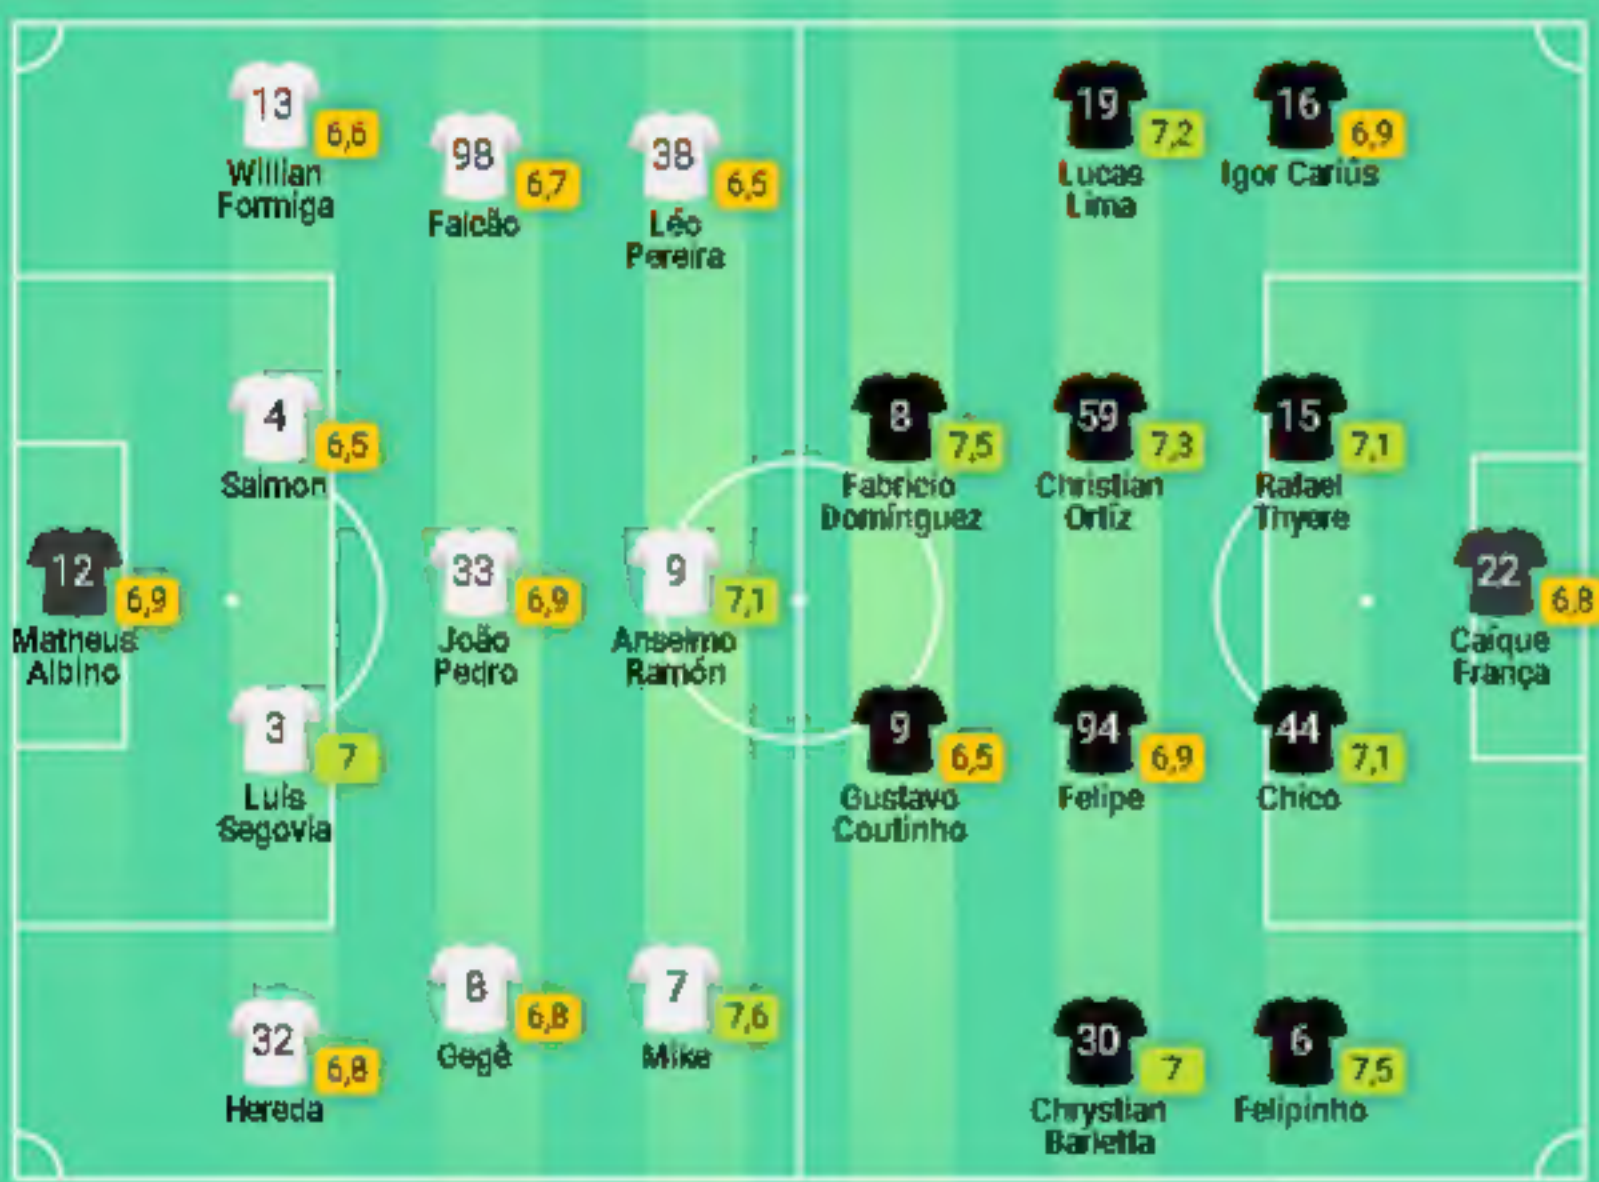 13
6,6
Willian
Formiga
98
6,7
Falcão
38
6,5
Léo
Pereira
19
7,2
Lucas
Lima
16
6,9
Igor Cariús
4
6,5
Saimon
8
7,5
Fabricio
Domínguez
59
7,3
Christian
Ortíz
15
7,1
Rafael
Thyere
12
6,9
Matheus
Albino
33
6,9
João
Pedro
9
7,1
Anselmo
Ramón
22
6,8
Caíque
França
3
7
Luis
Segovia
9
6,5
Gustavo
Coutinho
94
6,9
Felipe
44
7,1
Chico
32
6,8
Hereda
8
6,8
Gegê
7
7,6
Mike
30
7
Chrystian
Barletta
6
7,5
Felipinho